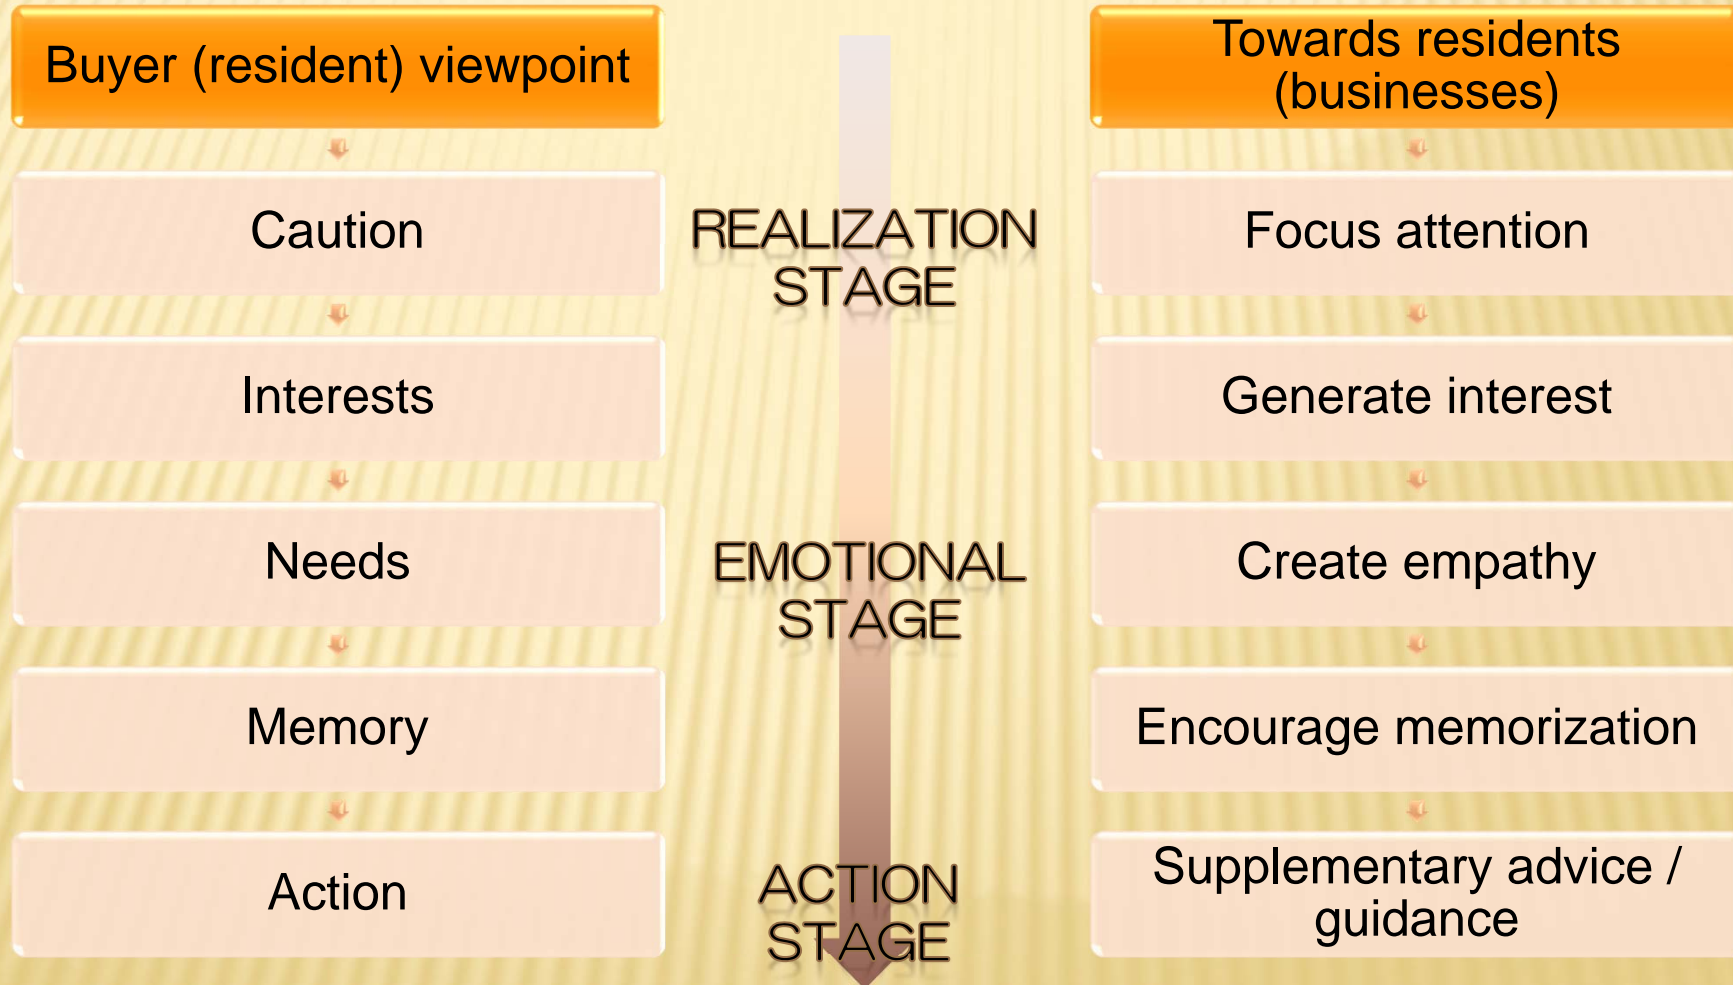 Buyer (resident) viewpoint
Caution
Interests
Needs
Memory
Action
REALIZATION
STAGE
EMOTIONAL
STAGE
ACTION
STAGE
Towards residents
(businesses)
Focus attention
Generate interest
Create empathy
Encourage memorization
Supplementary advice /
guidance